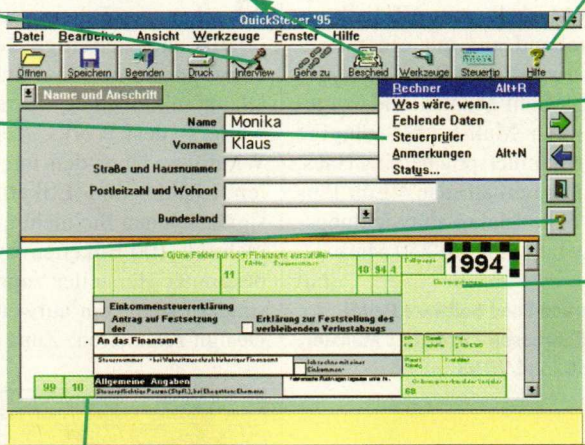 QuickSteuer '95
Datei Bearbeiten Ansicht Werkzeuge Fenster Hilfe
Öffnen Speichern Beenden Druck Interview Gehe zu Bescheid Werkzeuge Steuertip Hilfe
Name und Anschrift
Rechner Alt+R
Was wäre, wenn...
Fehlende Daten
Steuerprüfer
Anmerkungen Alt+N
Status...
Name Monika
Vorname Klaus
Straße und Hausnummer
Postleitzahl und Wohnort
Bundesland
Grüne Felder nur vom Finanzamt auszufüllen
11
10 94 4
1994
Einkommensteuererklärung
Antrag auf Festsetzung der
Erklärung zur Feststellung des verbleibenden Verlustabzugs
An das Finanzamt
Steuernummer
99 10 Allgemeine Angaben